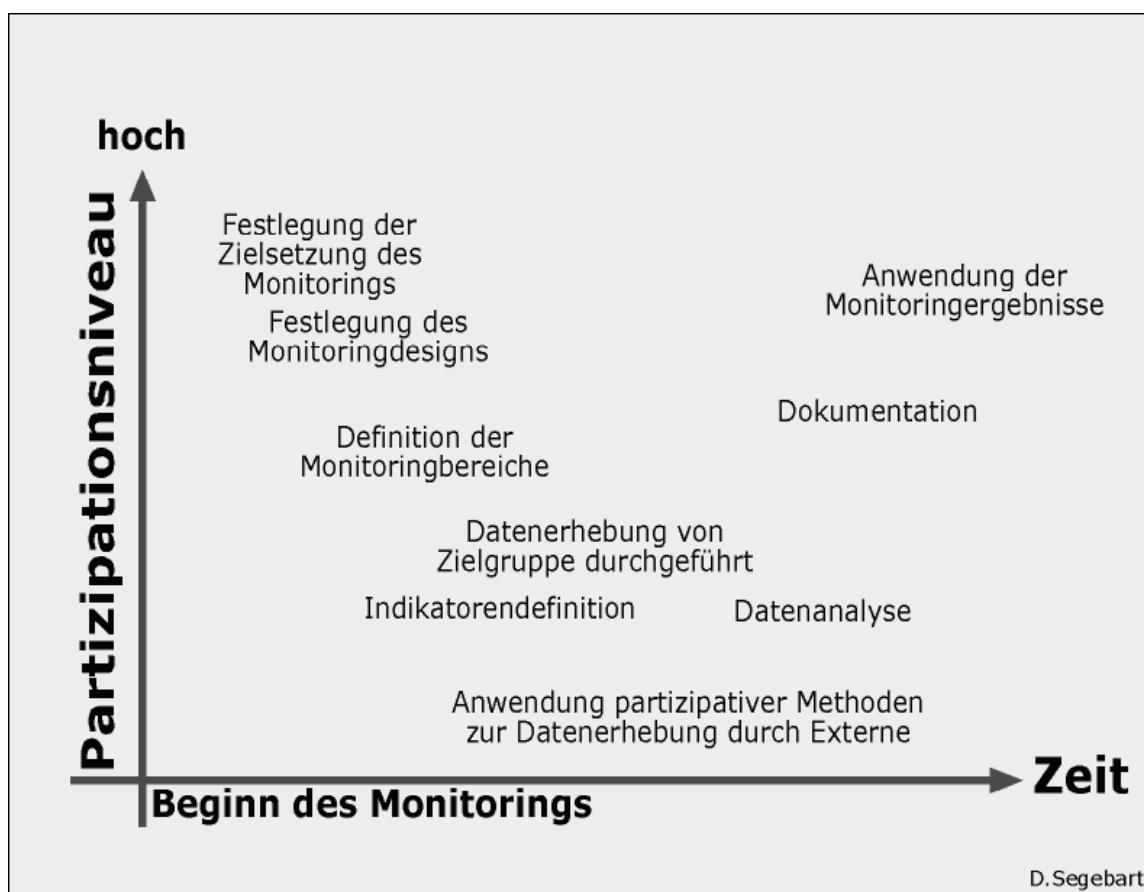 hoch
Partizipationsniveau
Festlegung der
Zielsetzung des
Monitorings
Festlegung des
Monitoringdesigns
Anwendung der
Monitoringergebnisse
Dokumentation
Definition der
Monitoringbereiche
Datenerhebung von
Zielgruppe durchgeführt
Indikatorendefinition
Datenanalyse
Anwendung partizipativer Methoden
zur Datenerhebung durch Externe
Zeit
Beginn des Monitorings
D.Segebart